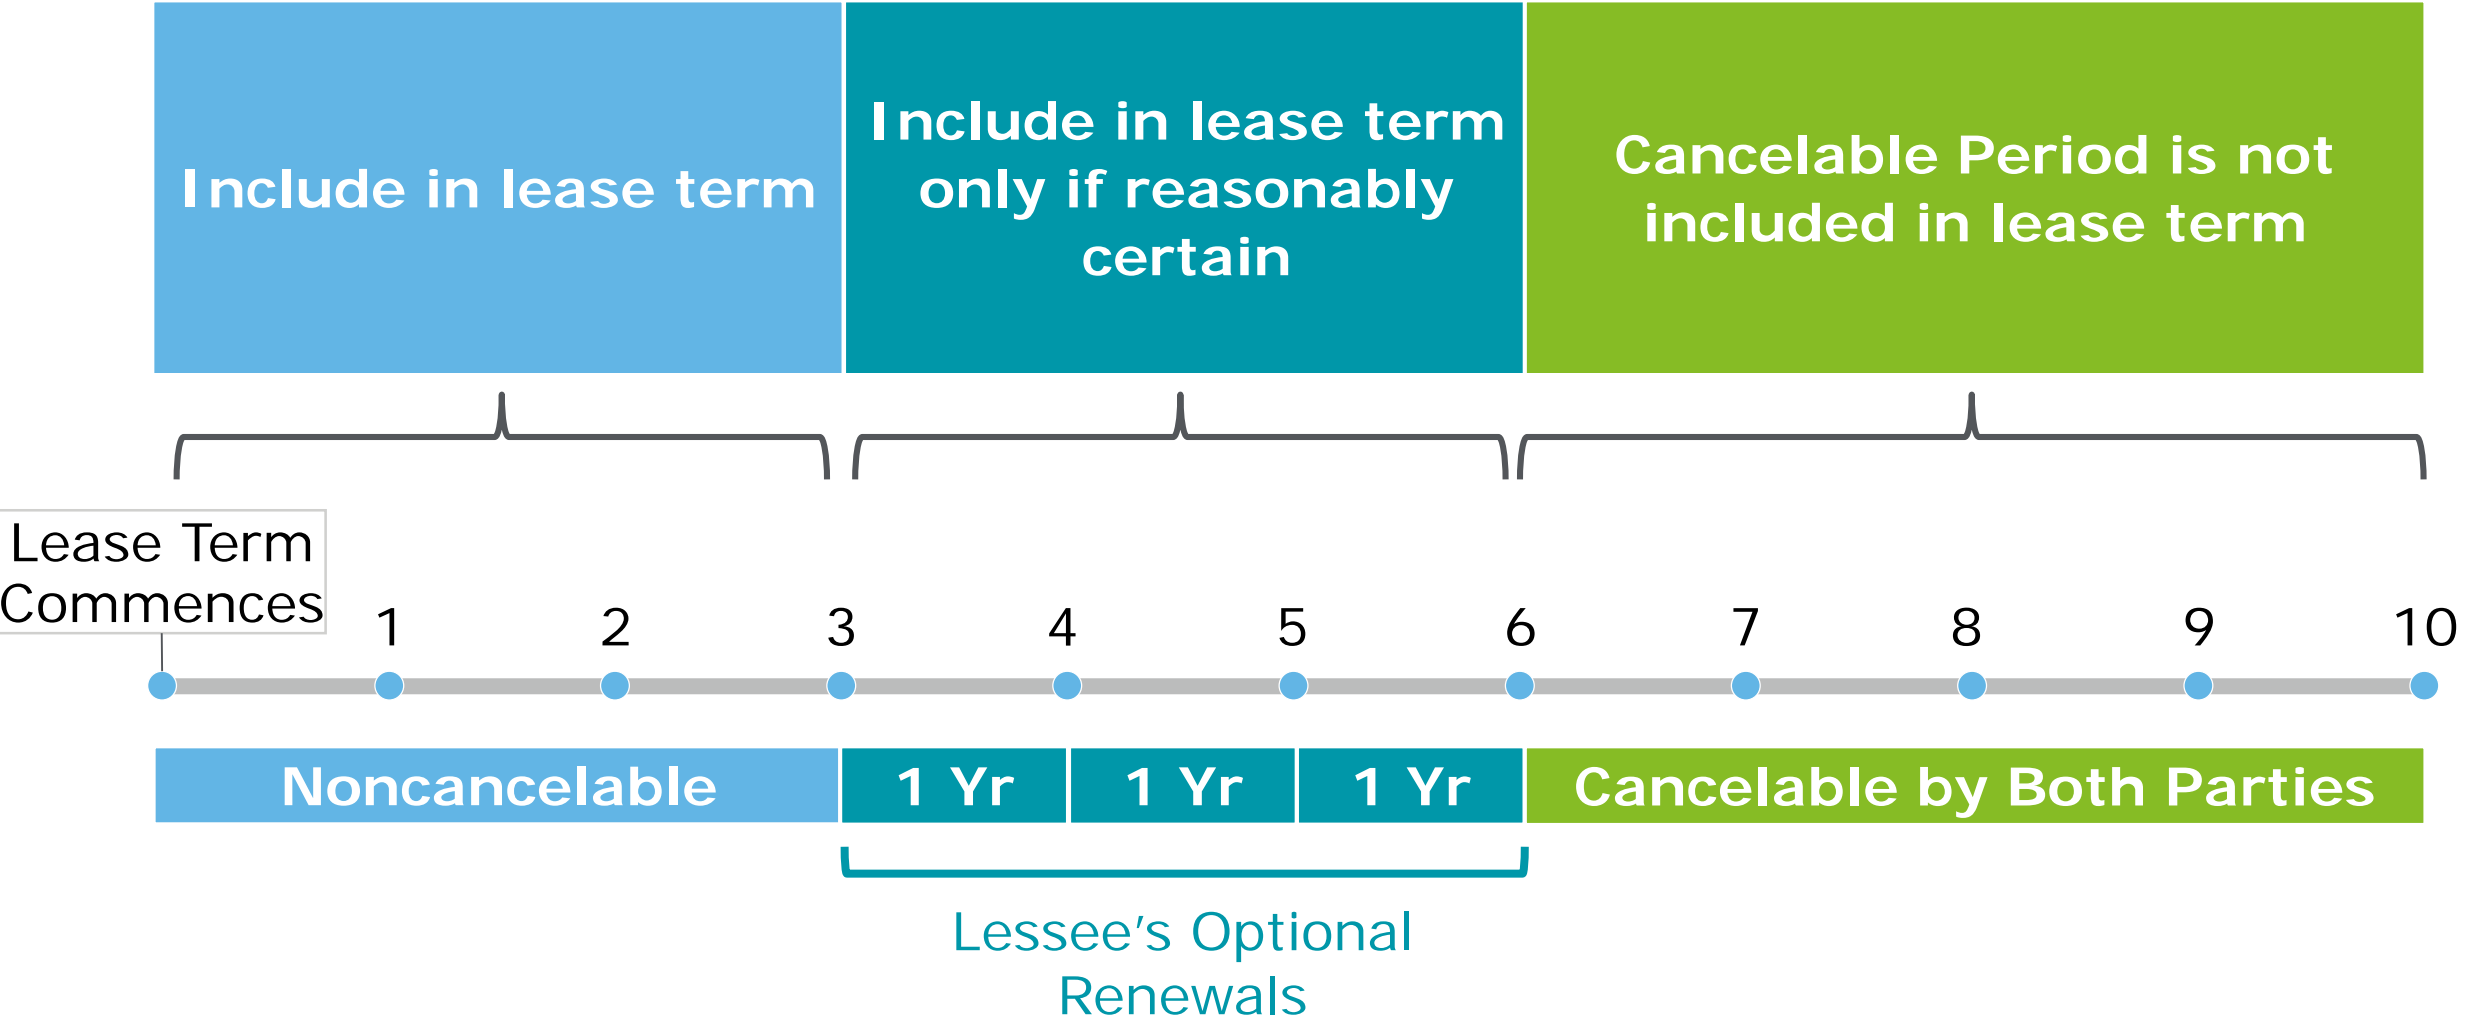 Include in lease term
Include in lease term
only if reasonably
certain
Cancelable Period is not
included in lease term
Lease Term
Commences
1 2 3 4 5 6 7 8 9 10
Noncancelable
1 Yr
1 Yr
1 Yr
Cancelable by Both Parties
Lessee's Optional
Renewals